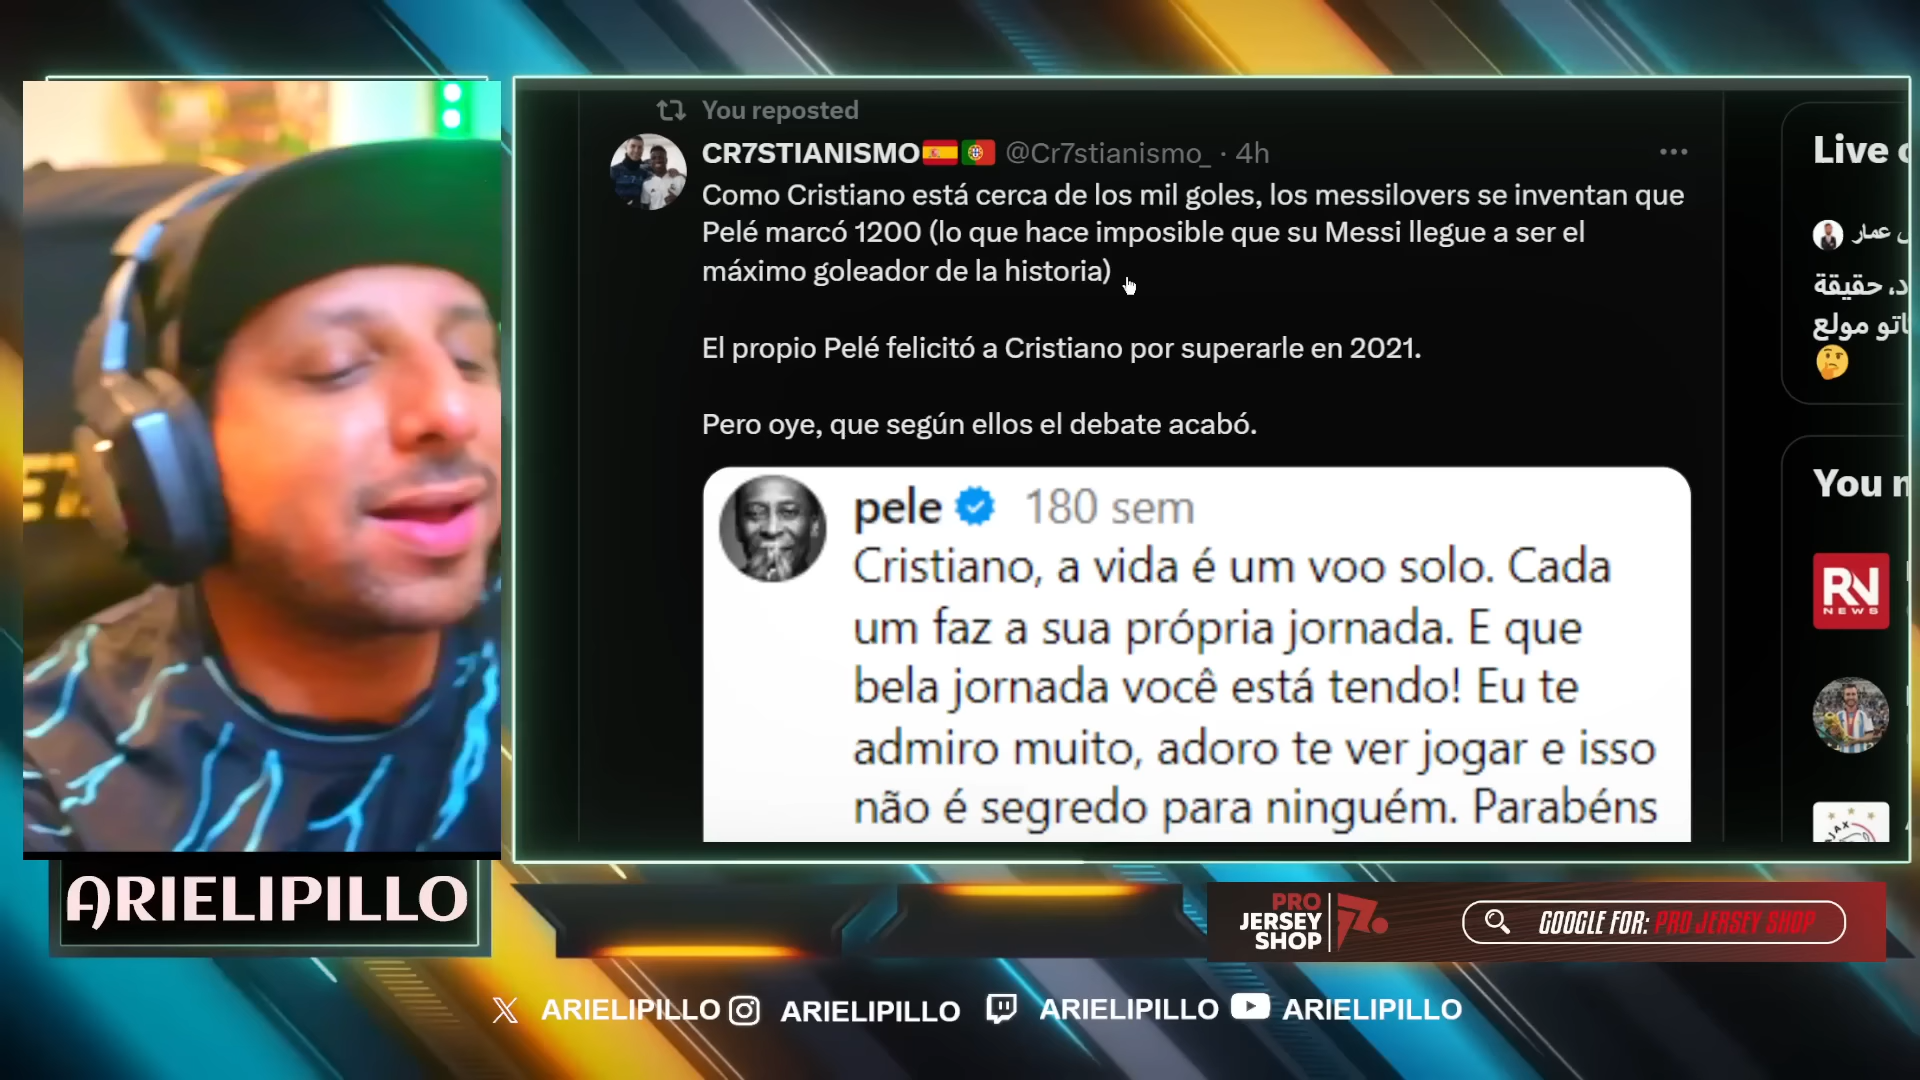 You reposted
CR7STIANISMO @Cr7stianismo_ · 4h
Como Cristiano está cerca de los mil goles, los messilovers se inventan que
Pelé marcó 1200 (lo que hace imposible que su Messi llegue a ser el
máximo goleador de la historia)
El propio Pelé felicitó a Cristiano por superarle en 2021.
Pero oye, que según ellos el debate acabó.
pele 180 sem
Cristiano, a vida é um voo solo. Cada
um faz a sua própria jornada. E que
bela jornada você está tendo! Eu te
admiro muito, adoro te ver jogar e isso
não é segredo para ninguém. Parabéns
Live
عمار
حقيقة
مولع
You
RN
NEWS
AJAX
ARIELIPILLO
PRO
JERSEY
SHOP
GOOGLE FOR: PRO JERSEY SHOP
ARIELIPILLO ARIELIPILLO ARIELIPILLO ARIELIPILLO